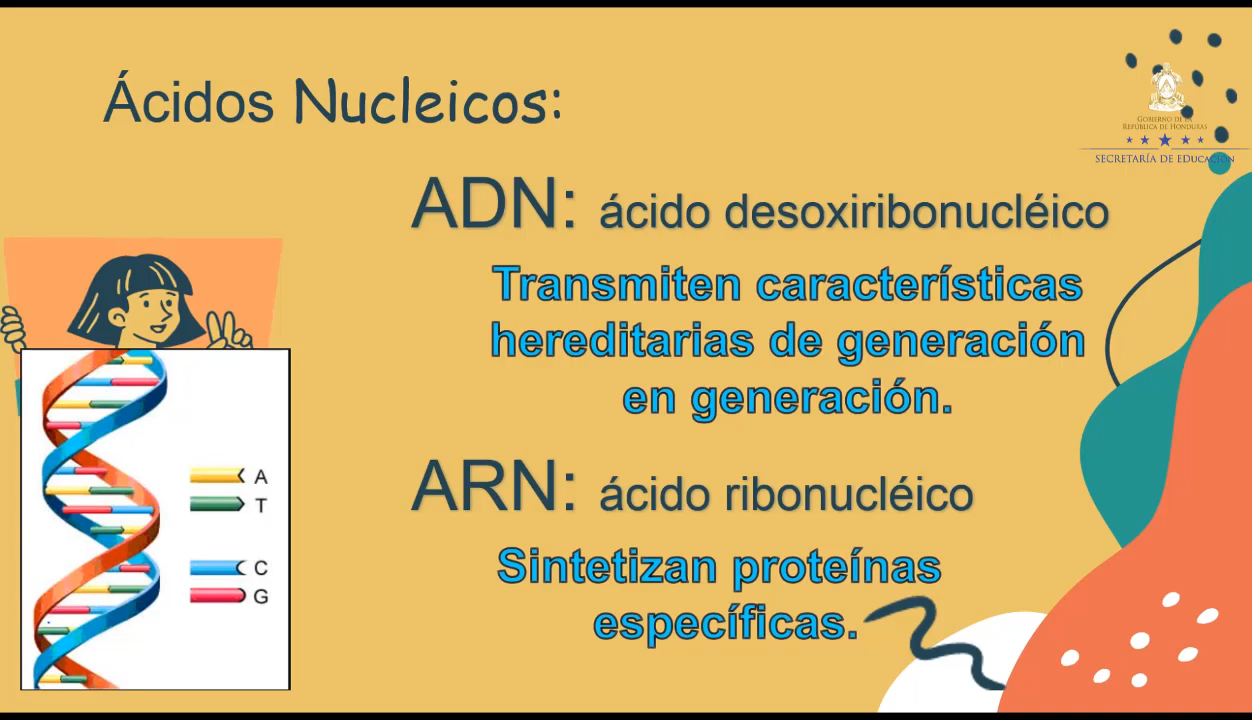 Ácidos Nucleicos:
GOBIERNO DE LA
REPÚBLICA DE HONDURAS
SECRETARÍA DE EDUCACIÓN
ADN: ácido desoxiribonucléico
Transmiten características
hereditarias de generación
en generación.
ARN: ácido ribonucléico
Sintetizan proteínas
específicas.
A
T
C
G